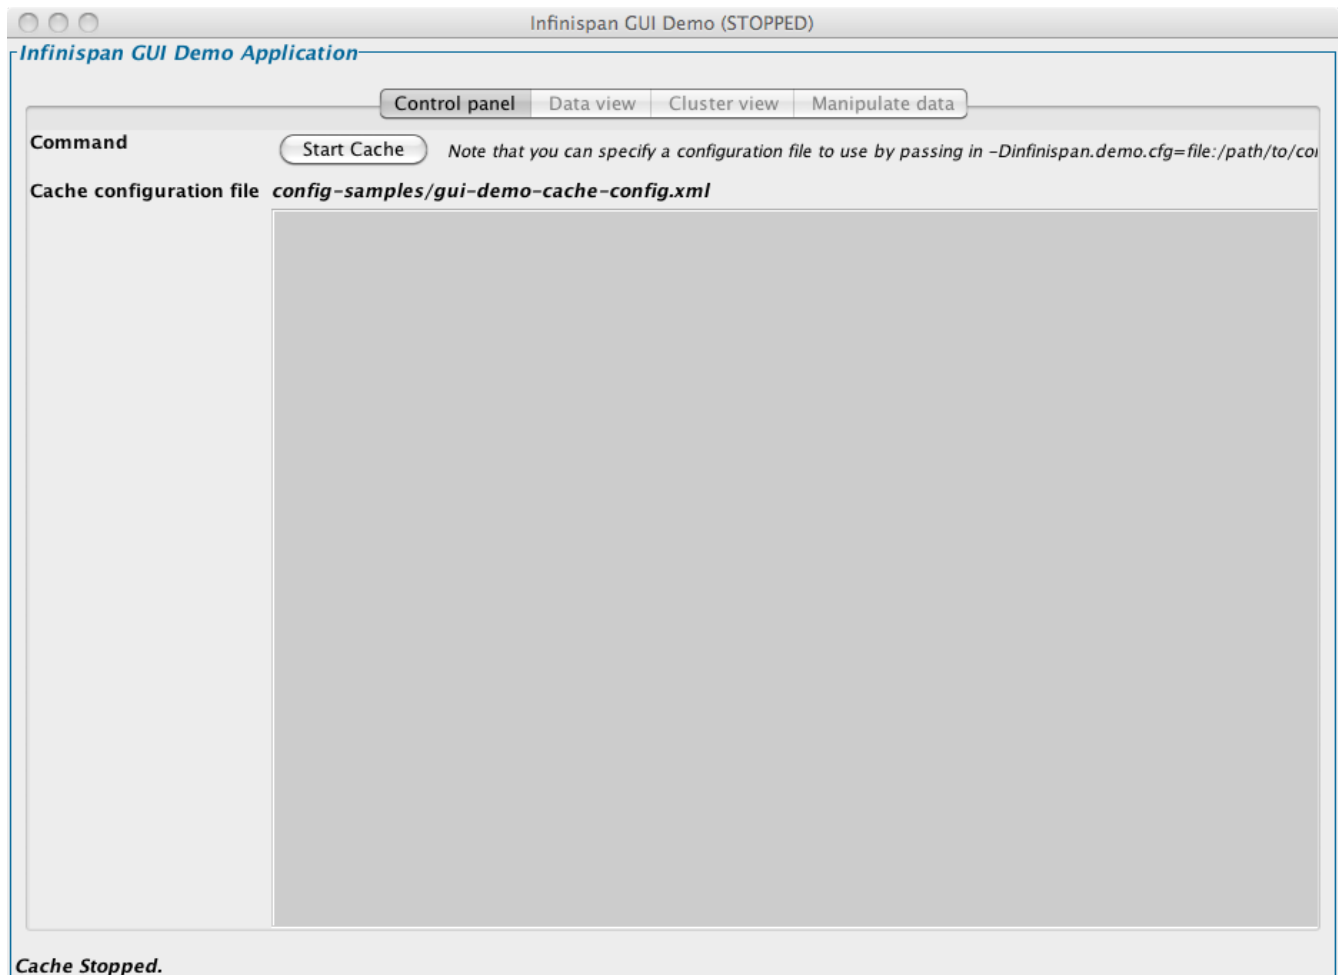 Infinispan GUI Demo (STOPPED)
Infinispan GUI Demo Application
Control panel Data view Cluster view Manipulate data
Command Start Cache Note that you can specify a configuration file to use by passing in -Dinfinispan.demo.cfg=file:/path/to/
Cache configuration file config-samples/gui-demo-cache-config.xml
Cache Stopped.